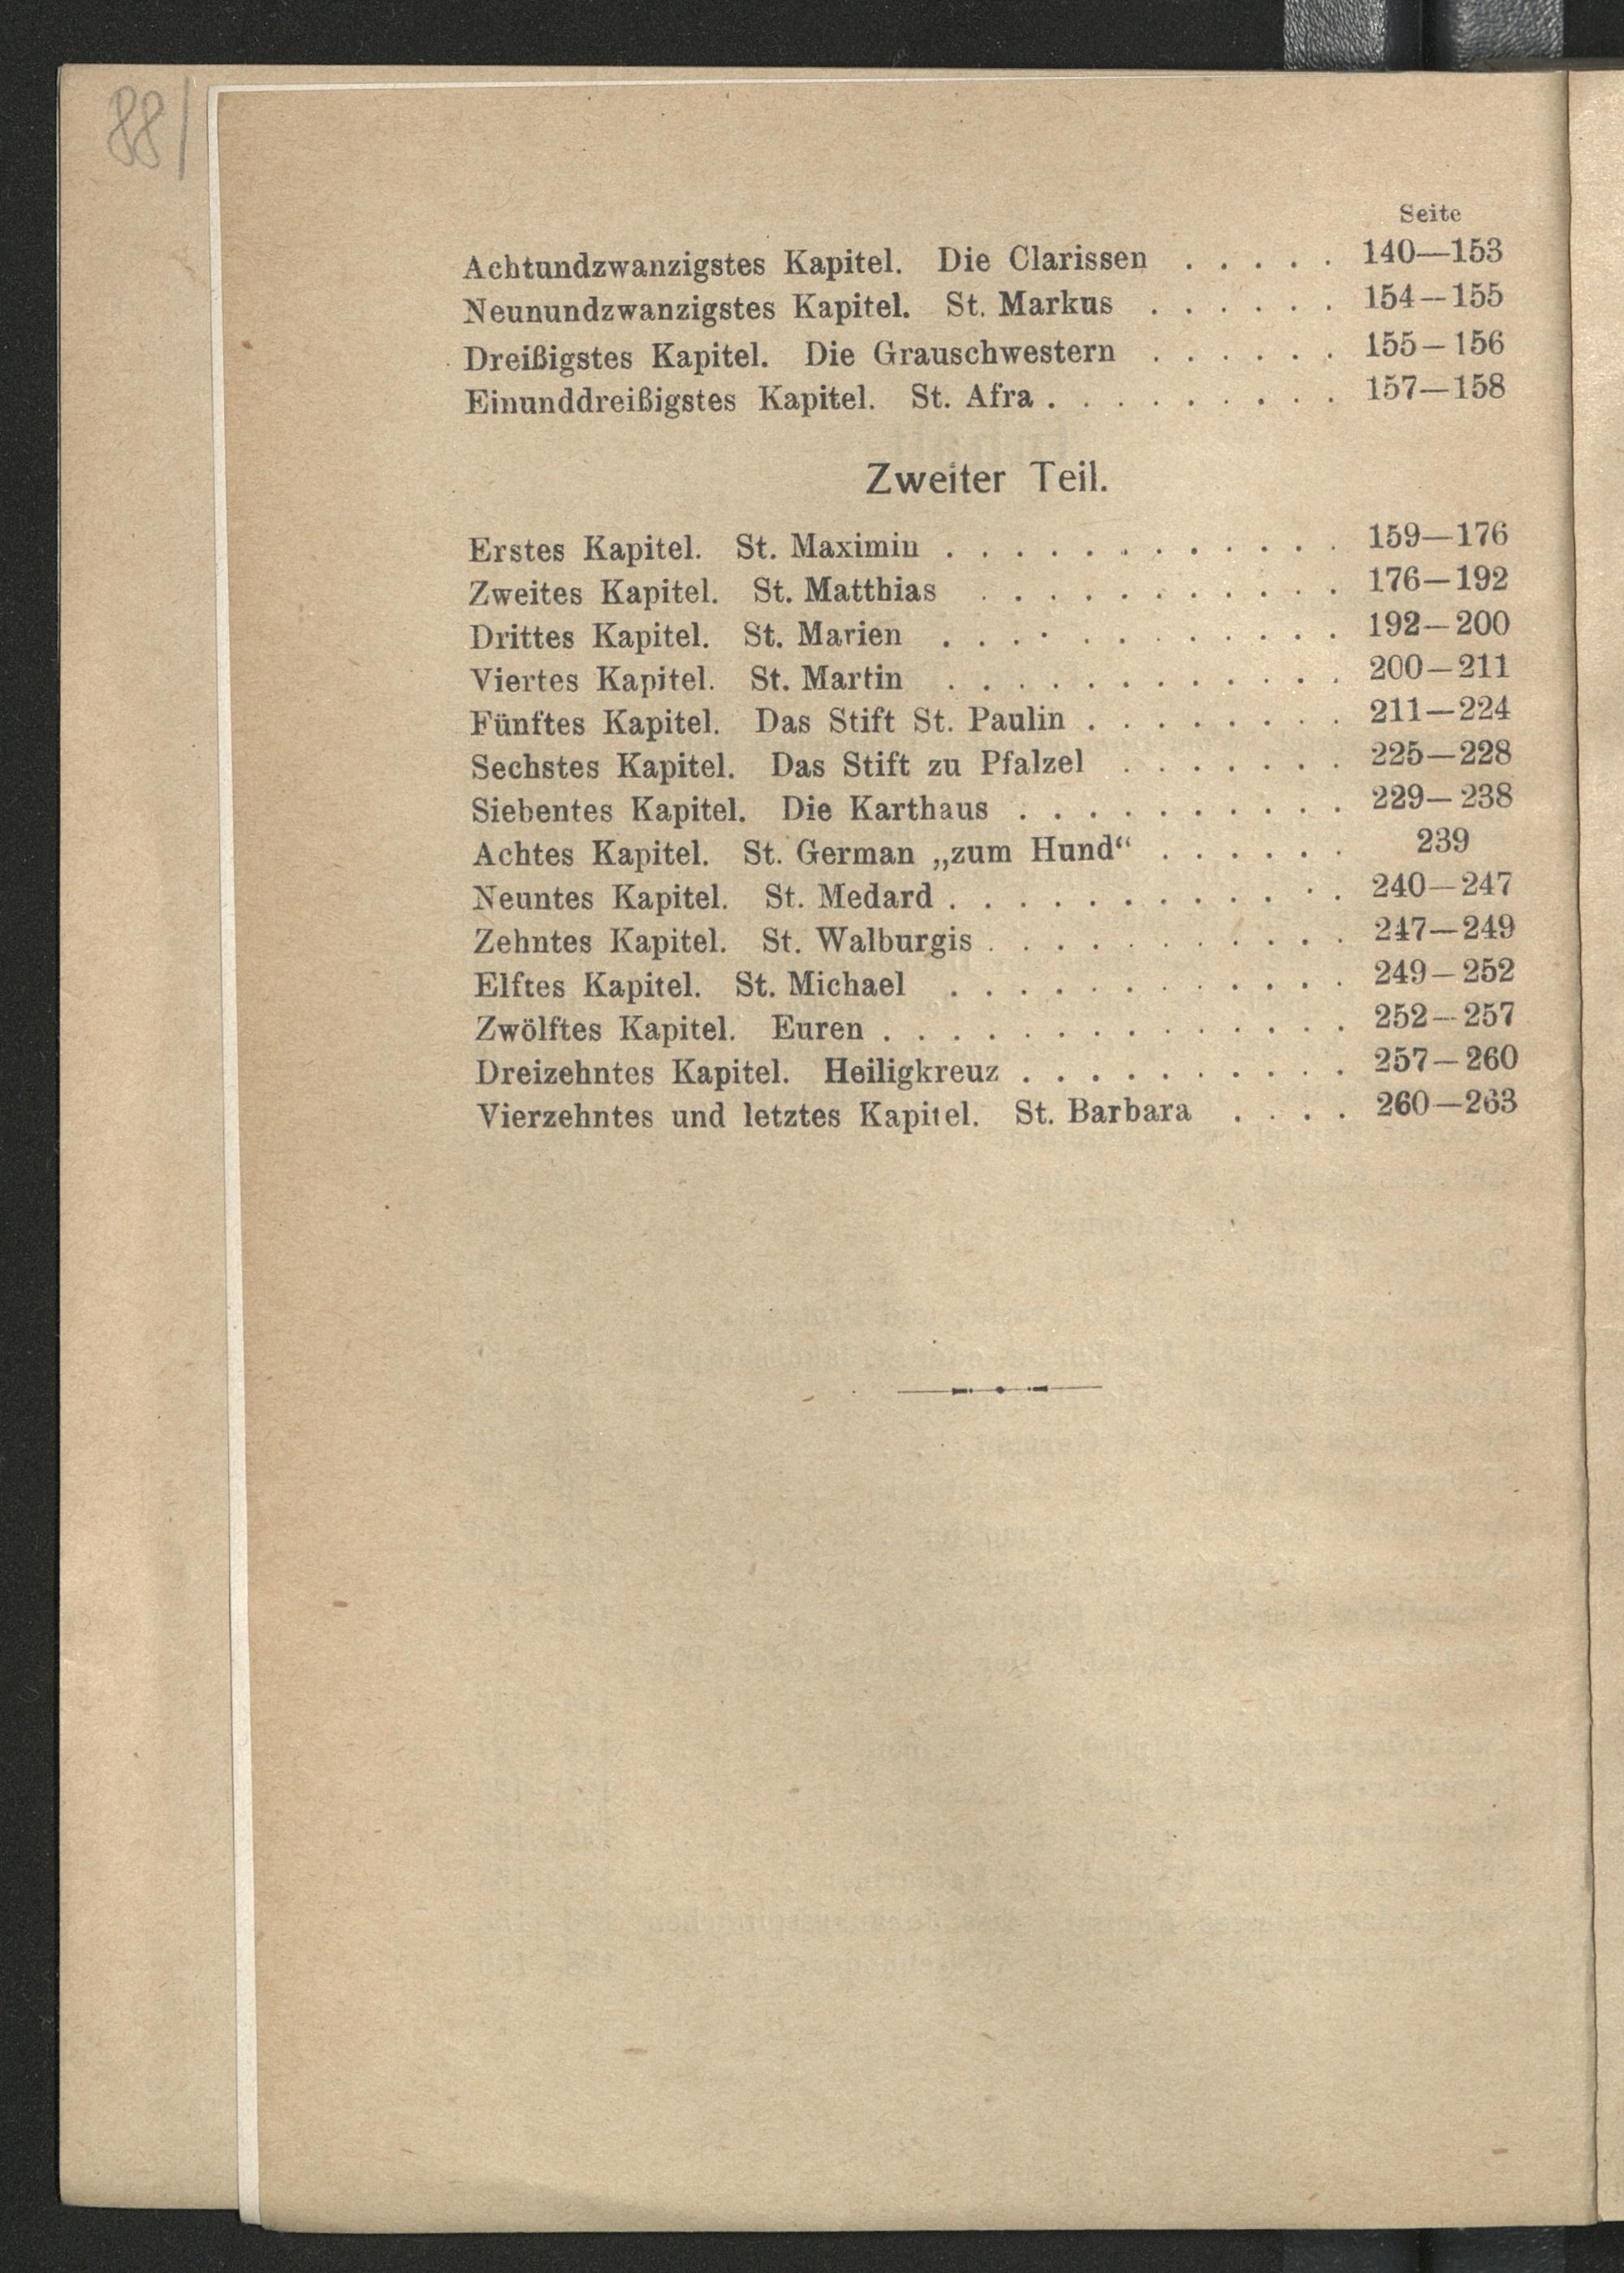 88/
Seite
Achtundzwanzigstes Kapitel. Die Clarissen . . . . . 140—153
Neunundzwanzigstes Kapitel. St. Markus . . . . . . 154—155
Dreißigstes Kapitel. Die Grauschwestern . . . . . . 155—156
Einunddreißigstes Kapitel. St. Afra . . . . . . . . . 157—158
Zweiter Teil.
Erstes Kapitel. St. Maximin . . . . . . . . . . . . 159—176
Zweites Kapitel. St. Matthias . . . . . . . . . . . 176—192
Drittes Kapitel. St. Marien . . . . . . . . . . . . 192—200
Viertes Kapitel. St. Martin . . . . . . . . . . . . 200—211
Fünftes Kapitel. Das Stift St. Paulin . . . . . . . . 211—224
Sechstes Kapitel. Das Stift zu Pfalzel . . . . . . . 225—228
Siebentes Kapitel. Die Karthaus . . . . . . . . . . 229—238
Achtes Kapitel. St. German „zum Hund“ . . . . . . 239
Neuntes Kapitel. St. Medard . . . . . . . . . . . . 240—247
Zehntes Kapitel. St. Walburgis . . . . . . . . . . . 247—249
Elftes Kapitel. St. Michael . . . . . . . . . . . . 249—252
Zwölftes Kapitel. Euren . . . . . . . . . . . . . . 252—257
Dreizehntes Kapitel. Heiligkreuz . . . . . . . . . . 257—260
Vierzehntes und letztes Kapitel. St. Barbara . . . . 260—263